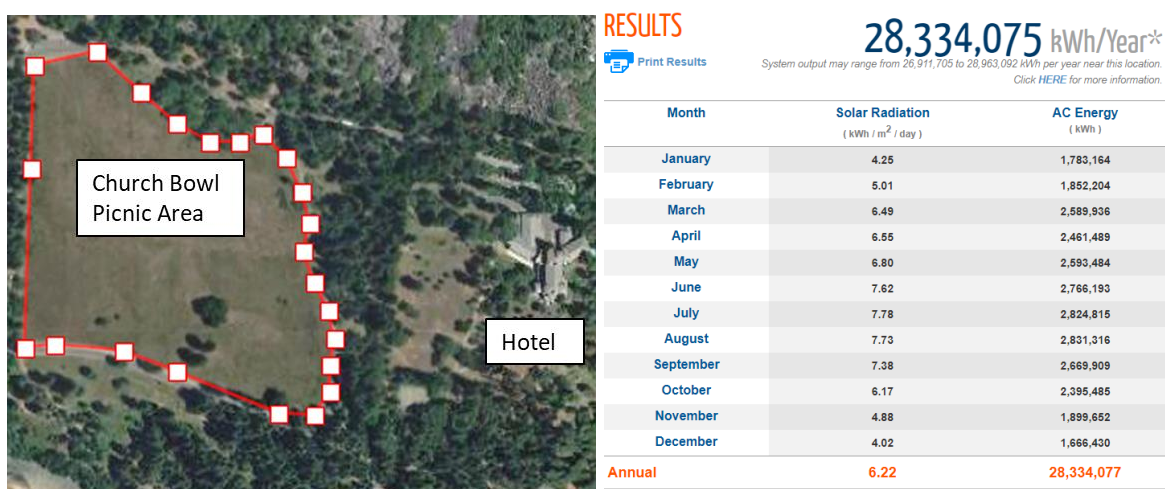 Church Bowl
Picnic Area
Hotel
RESULTS
Print Results
28,334,075 kWh/Year*
System output may range from 26,911,705 to 28,963,092 kWh per year near this location.
Click HERE for more information.
Month Solar Radiation AC Energy
( kWh / m2 / day ) ( kWh )
January 4.25 1,783,164
February 5.01 1,852,204
March 6.49 2,589,936
April 6.55 2,461,489
May 6.80 2,593,484
June 7.62 2,766,193
July 7.78 2,824,815
August 7.73 2,831,316
September 7.38 2,669,909
October 6.17 2,395,485
November 4.88 1,899,652
December 4.02 1,666,430
Annual 6.22 28,334,077